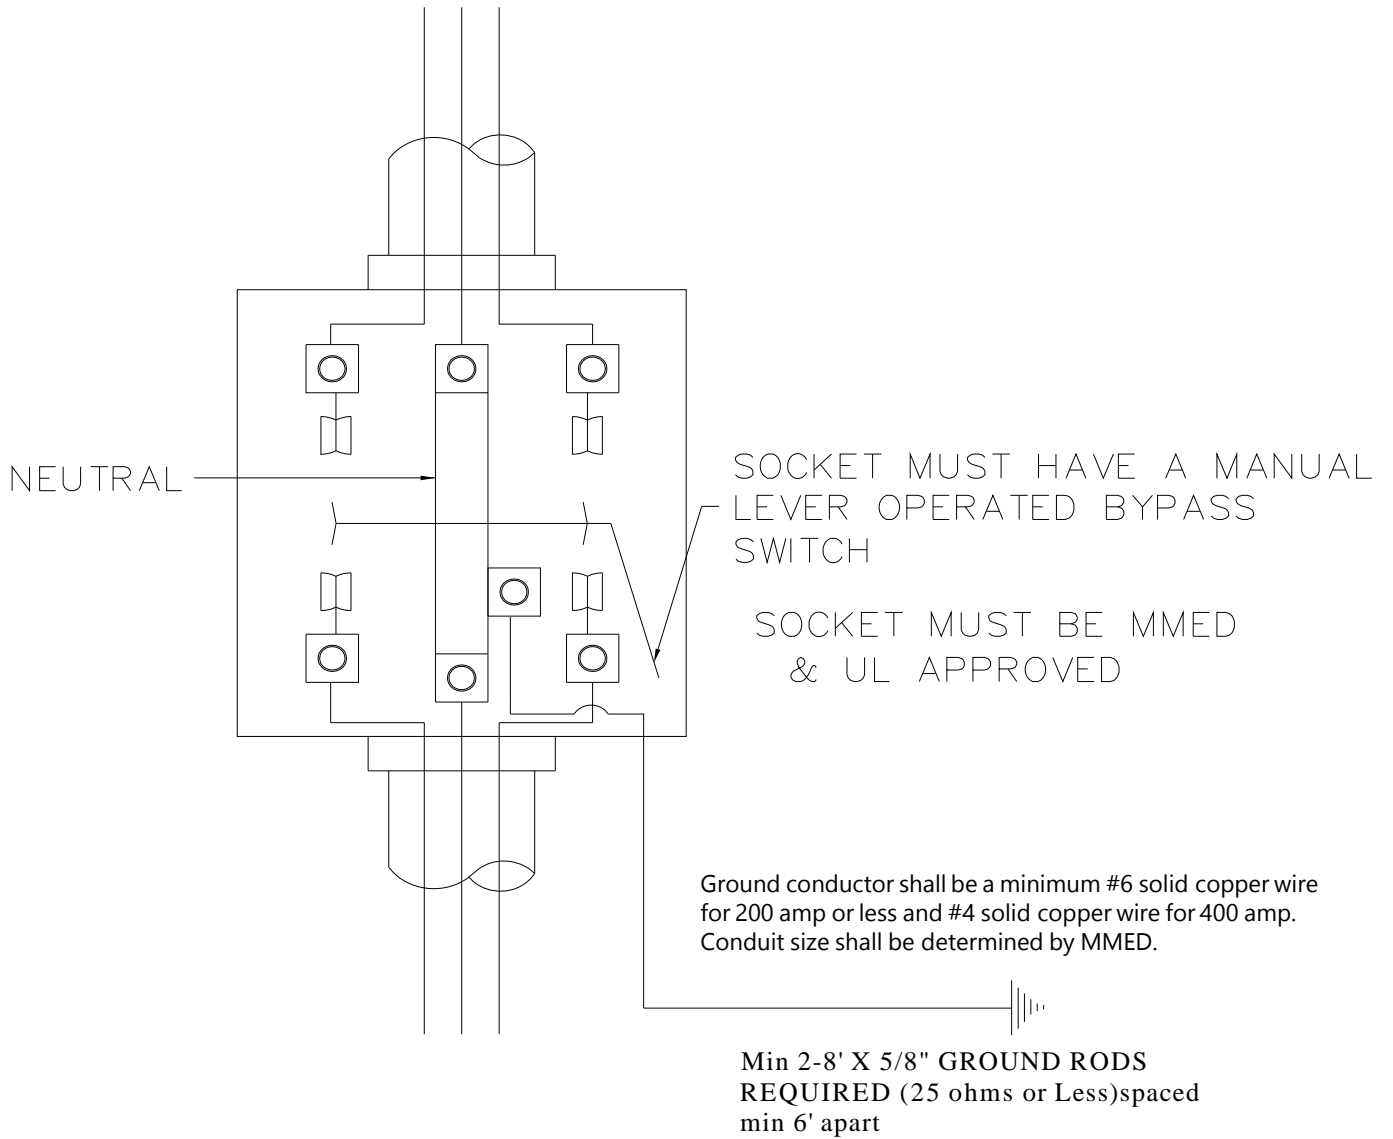 NEUTRAL
SOCKET MUST HAVE A MANUAL
LEVER OPERATED BYPASS
SWITCH
SOCKET MUST BE MMED
& UL APPROVED
Ground conductor shall be a minimum #6 solid copper wire
for 200 amp or less and #4 solid copper wire for 400 amp.
Conduit size shall be determined by MMED.
Min 2-8' X 5/8" GROUND RODS
REQUIRED (25 ohms or Less)spaced
min 6' apart